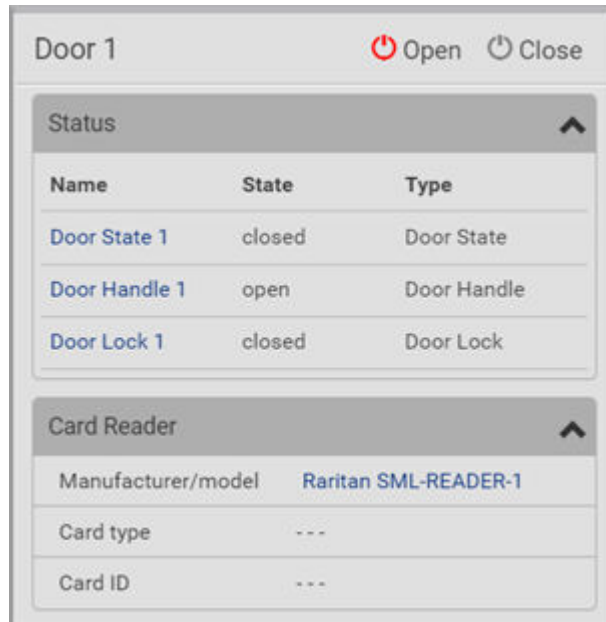 Door 1 Open Close
Status
Name State Type
Door State 1 closed Door State
Door Handle 1 open Door Handle
Door Lock 1 closed Door Lock
Card Reader
Manufacturer/model Raritan SML-READER-1
Card type ---
Card ID ---